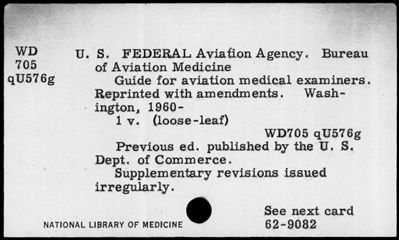 WD
705
qU576g
U. S. FEDERAL Aviation Agency. Bureau
of Aviation Medicine
Guide for aviation medical examiners.
Reprinted with amendments. Wash-
ington, 1960-
1 v. (loose-leaf)
WD705 qU576g
Previous ed. published by the U. S.
Dept. of Commerce.
Supplementary revisions issued
irregularly.
See next card
NATIONAL LIBRARY OF MEDICINE 62-9082